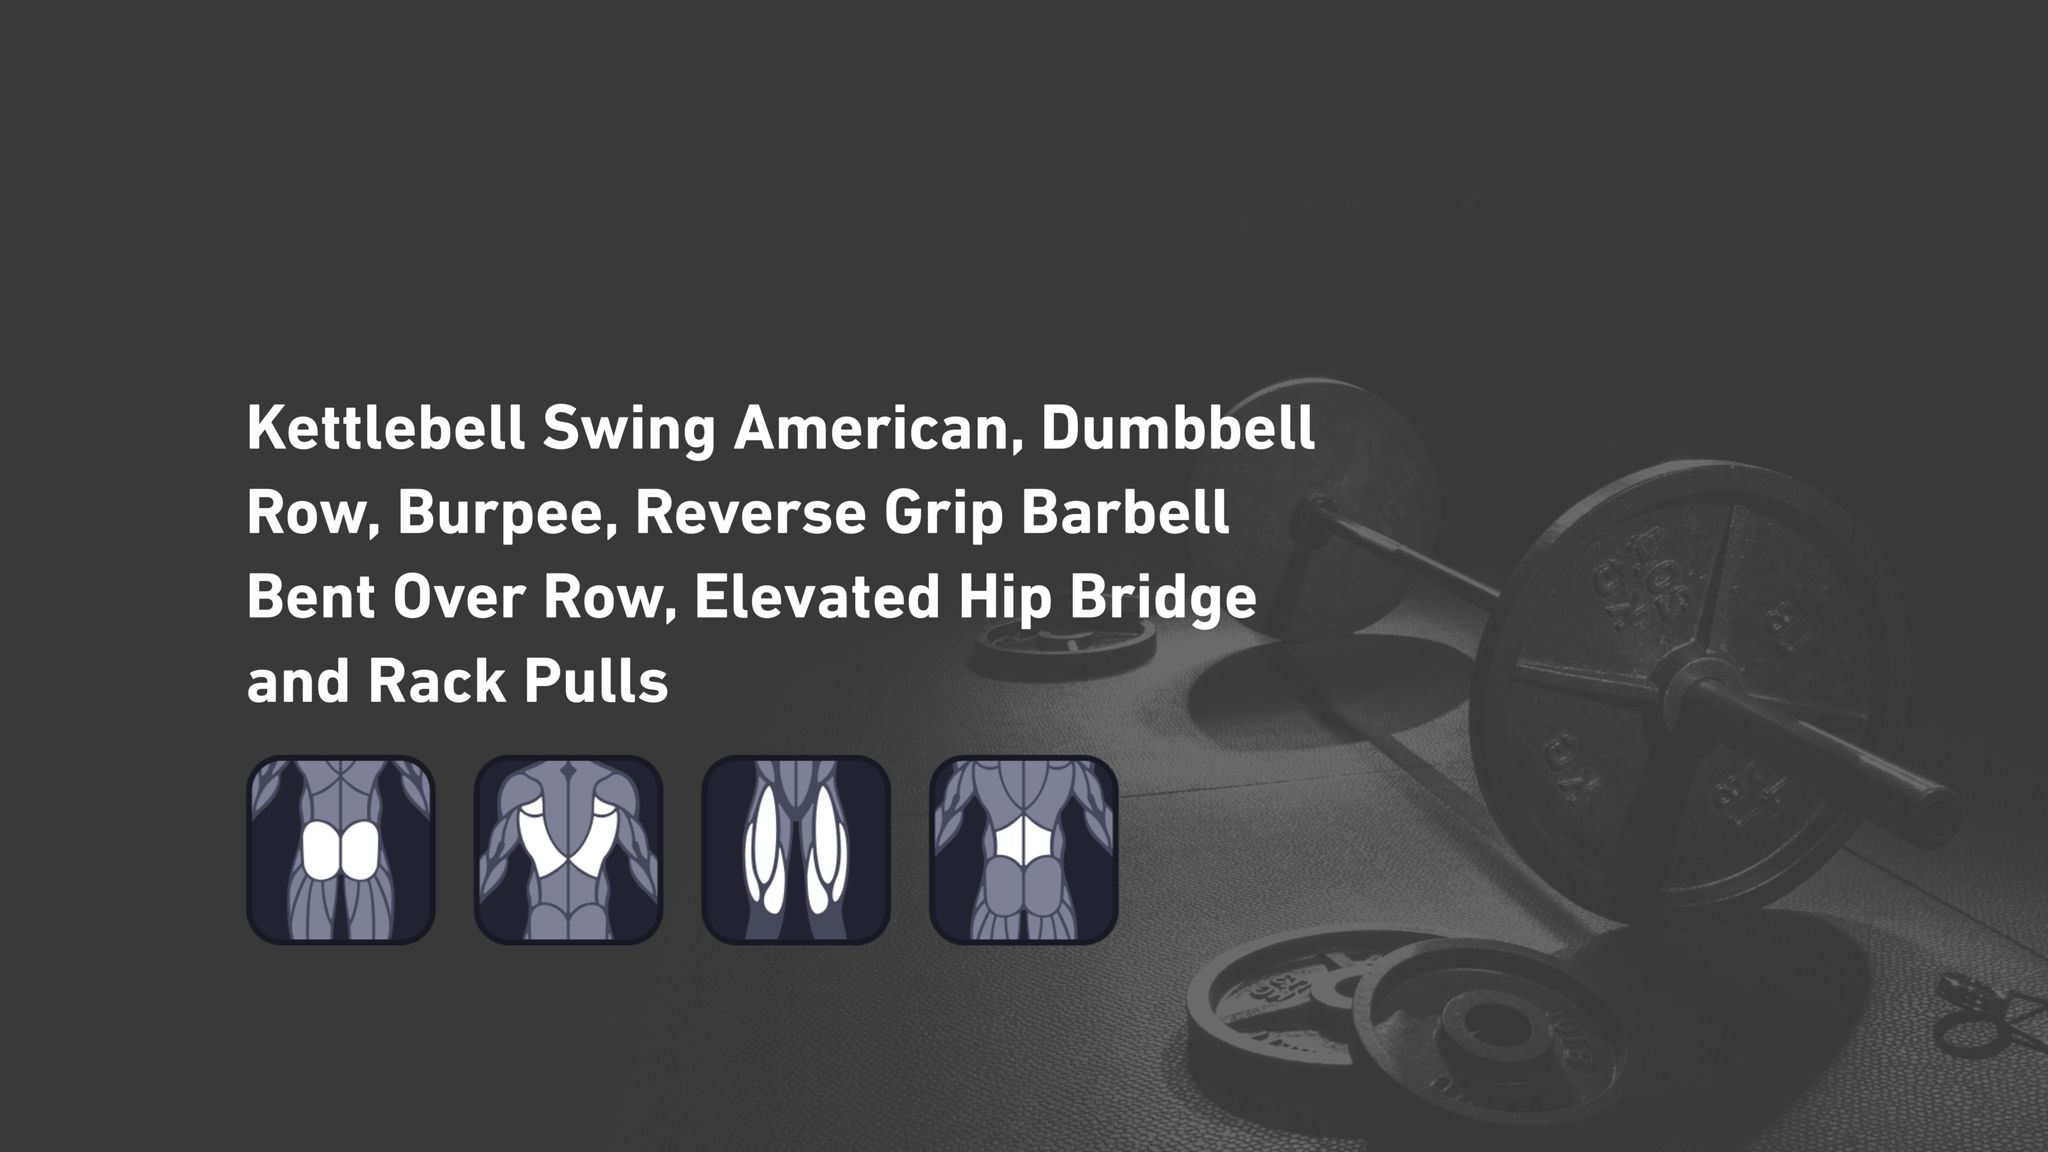 Kettlebell Swing American, Dumbbell
Row, Burpee, Reverse Grip Barbell
Bent Over Row, Elevated Hip Bridge
and Rack Pulls